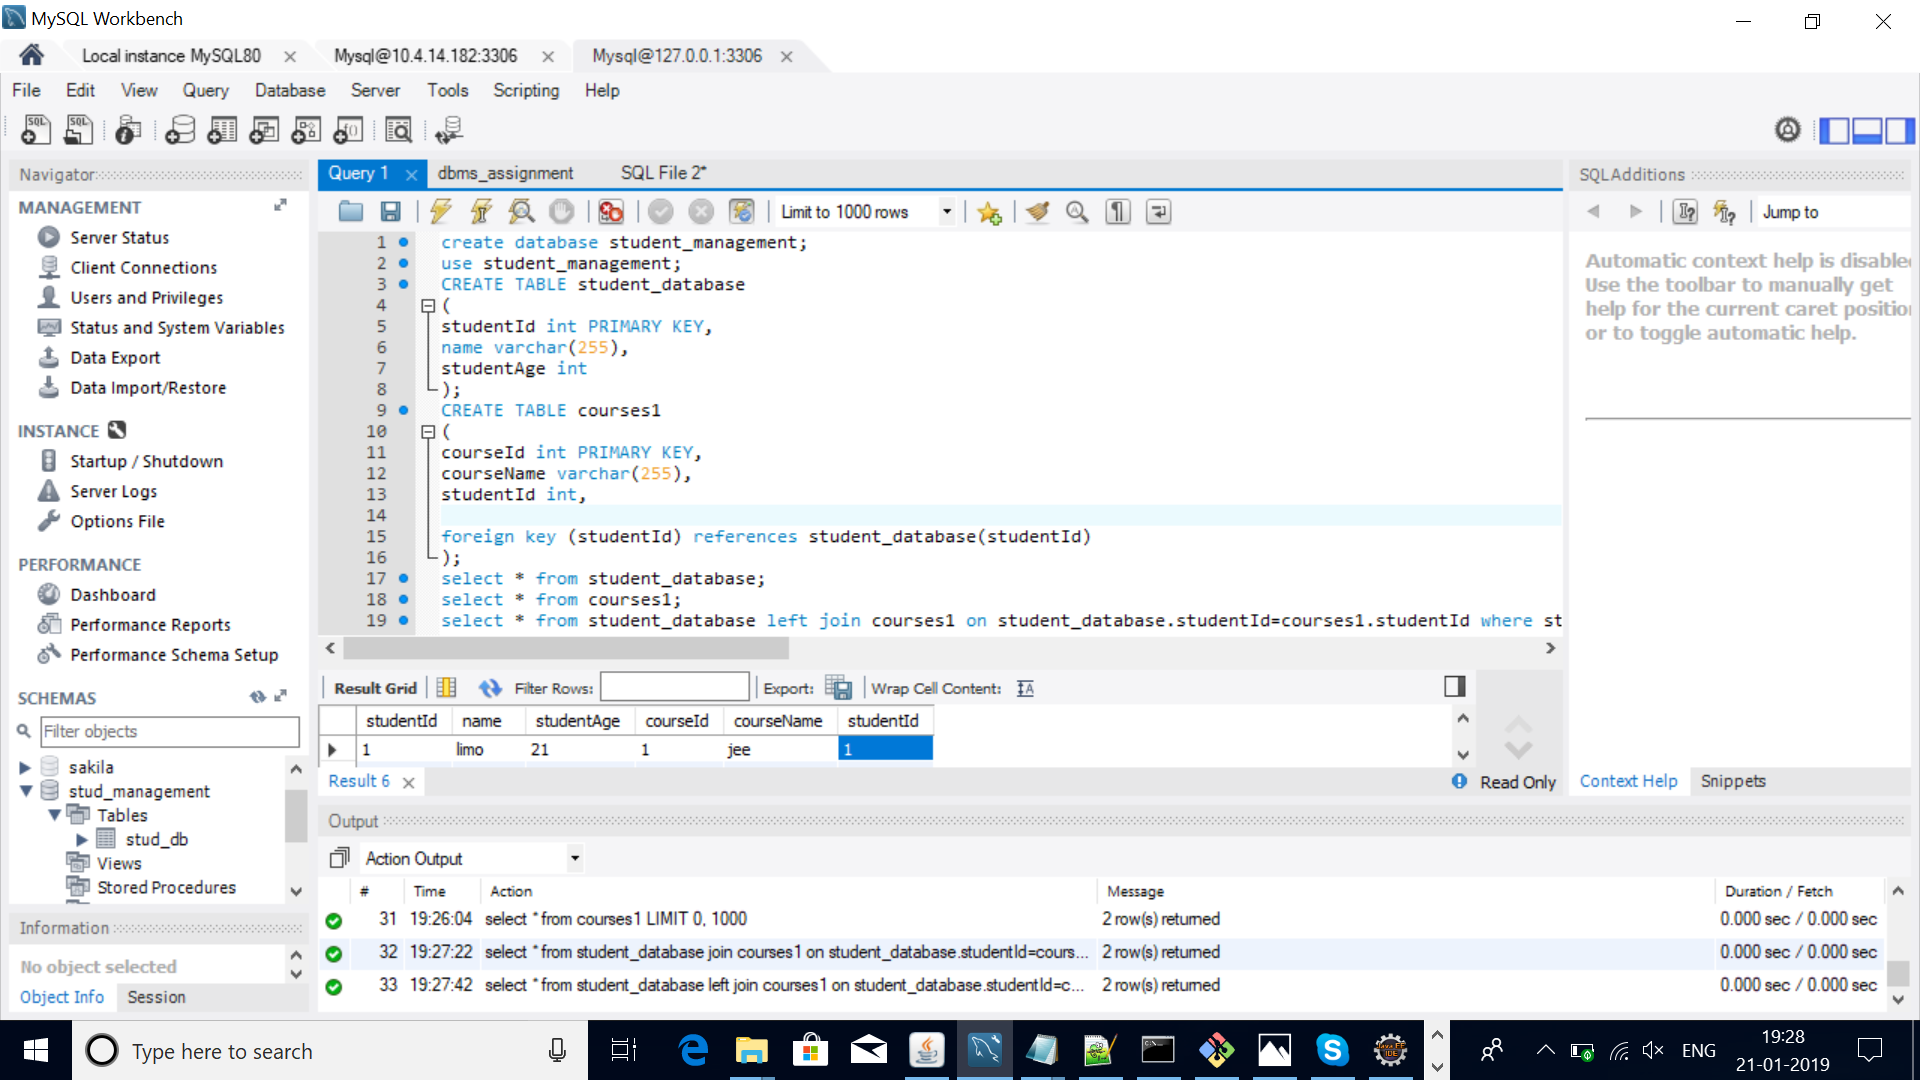 MySQL Workbench
Local instance MySQL80
Mysql@10.4.14.182:3306
Mysql@127.0.0.1:3306
File Edit View Query Database Server Tools Scripting Help
Navigator
MANAGEMENT
Server Status
Client Connections
Users and Privileges
Status and System Variables
Data Export
Data Import/Restore
INSTANCE
Startup / Shutdown
Server Logs
Options File
PERFORMANCE
Dashboard
Performance Reports
Performance Schema Setup
SCHEMAS
Filter objects
sakila
stud_management
Tables
stud_db
Views
Stored Procedures
Information
No object selected
Object Info Session
Query 1 dbms_assignment SQL File 2*
Limit to 1000 rows
1 create database student_management;
2 use student_management;
3 CREATE TABLE student_database
4 (
5 studentId int PRIMARY KEY,
6 name varchar(255),
7 studentAge int
8 );
9 CREATE TABLE courses1
10 (
11 courseId int PRIMARY KEY,
12 courseName varchar(255),
13 studentId int,
14
15 foreign key (studentId) references student_database(studentId)
16 );
17 select * from student_database;
18 select * from courses1;
19 select * from student_database left join courses1 on student_database.studentId=courses1.studentId where st
Result Grid Filter Rows: Export: Wrap Cell Content:
studentId name studentAge courseId courseName studentId
1 limo 21 1 jee 1
Result 6
Read Only
SQLAdditions
Jump to
Automatic context help is disable
Use the toolbar to manually get
help for the current caret positio
or to toggle automatic help.
Context Help Snippets
Output
Action Output
# Time Action Message Duration / Fetch
31 19:26:04 select * from courses1 LIMIT 0, 1000 2 row(s) returned 0.000 sec / 0.000 sec
32 19:27:22 select * from student_database join courses1 on student_database.studentId=cours... 2 row(s) returned 0.000 sec / 0.000 sec
33 19:27:42 select * from student_database left join courses1 on student_database.studentId=c... 2 row(s) returned 0.000 sec / 0.000 sec
Type here to search
ENG
19:28
21-01-2019